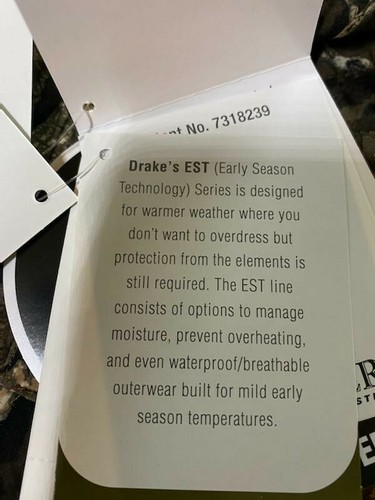 No. 7318239
Drake's EST (Early Season
Technology) Series is designed
for warmer weather where you
don't want to overdress but
protection from the elements is
still required. The EST line
consists of options to manage
moisture, prevent overheating,
and even waterproof/breathable
outerwear built for mild early
season temperatures.